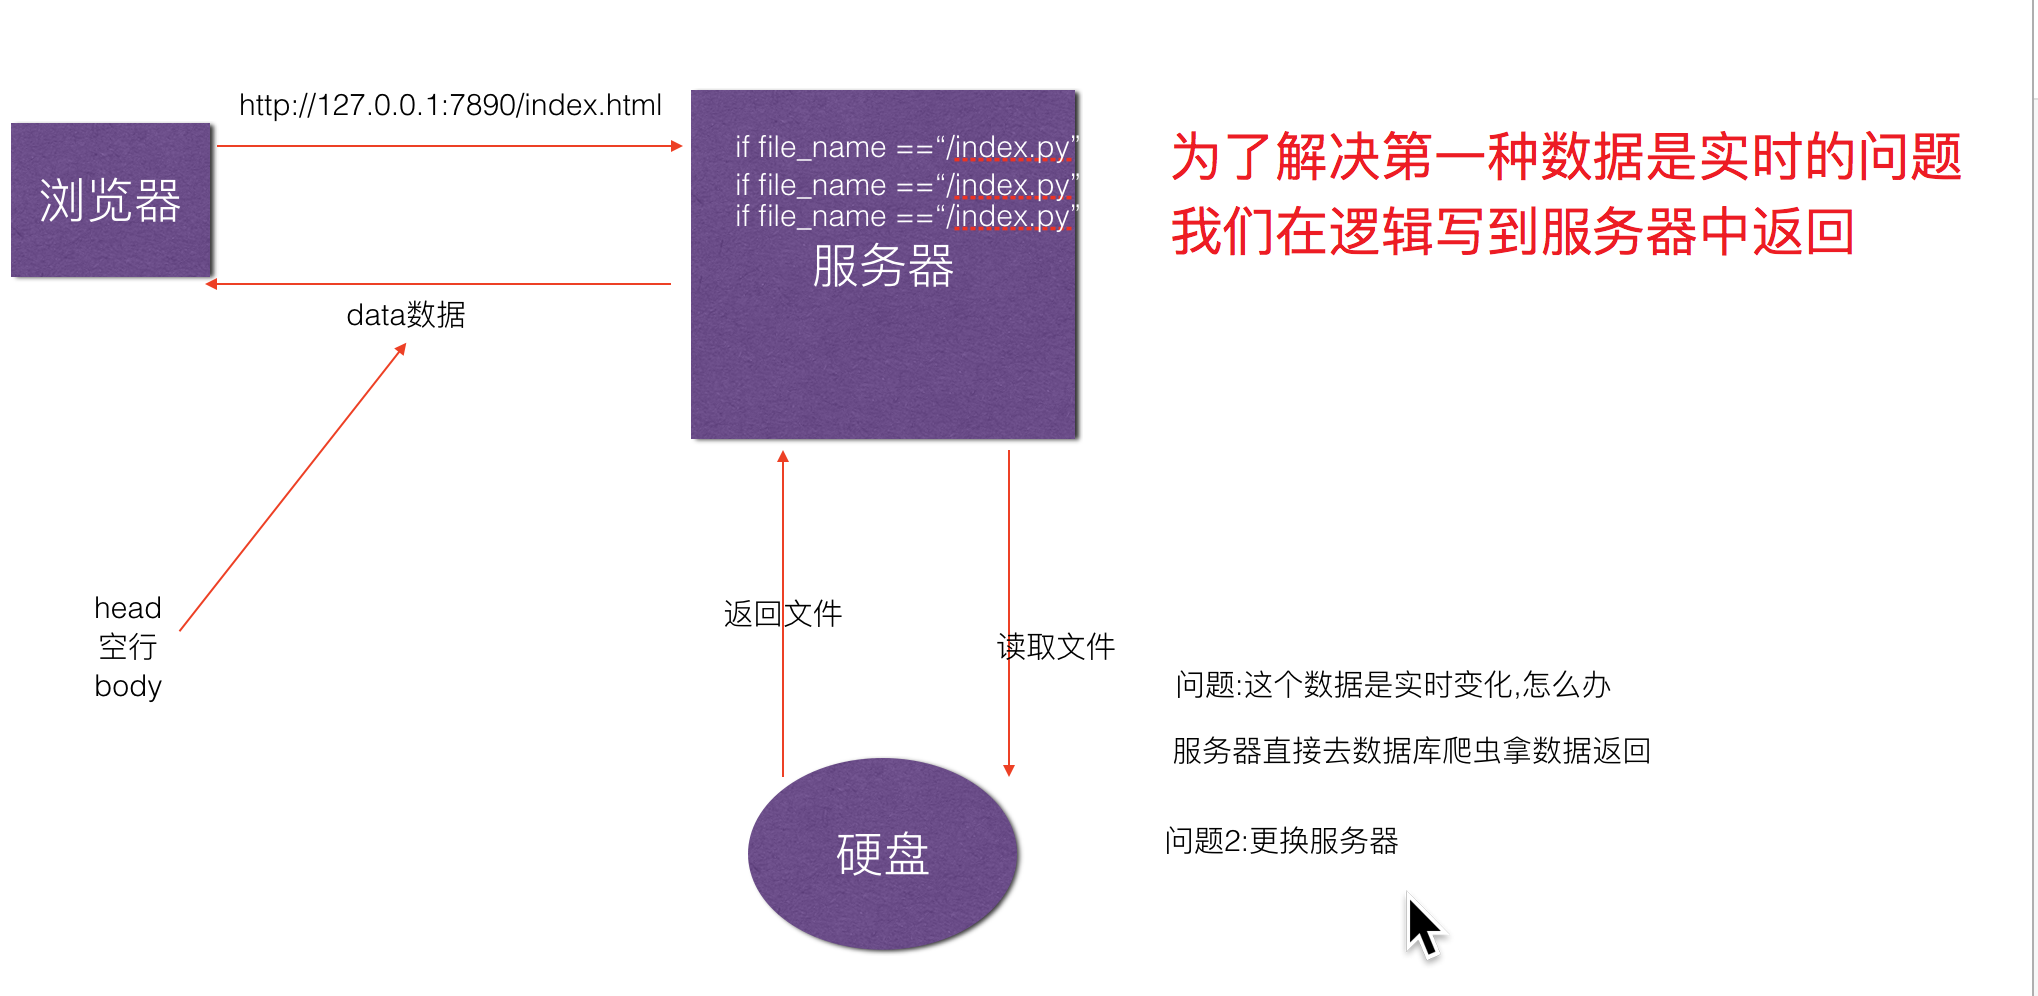 http://127.0.0.1:7890/index.html
浏览器
if file_name ==“/index.py”
if file_name ==“/index.py”
if file_name ==“/index.py”
服务器
为了解决第一种数据是实时的问题
我们在逻辑写到服务器中返回
data数据
head
空行
body
返回文件
读取文件
问题:这个数据是实时变化,怎么办
服务器直接去数据库爬虫拿数据返回
问题2:更换服务器
硬盘